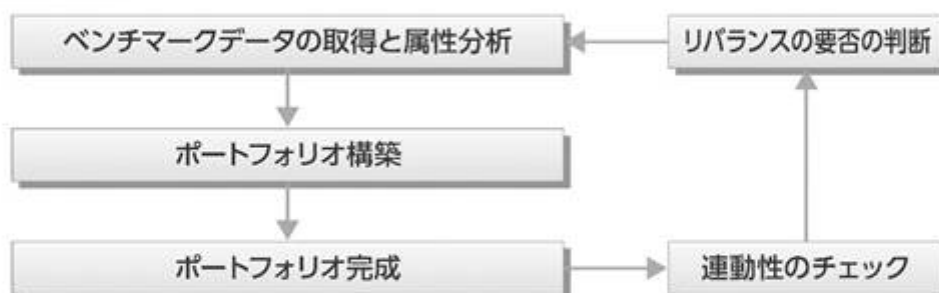 ベンチマークデータの取得と属性分析
リバランスの要否の判断
ポートフォリオ構築
ポートフォリオ完成
連動性のチェック